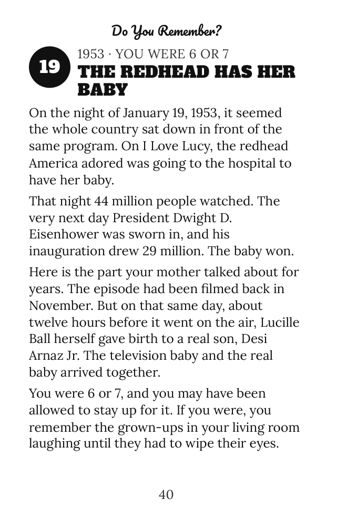 Do You Remember?
19
1953 · YOU WERE 6 OR 7
THE REDHEAD HAS HER
BABY
On the night of January 19, 1953, it seemed
the whole country sat down in front of the
same program. On I Love Lucy, the redhead
America adored was going to the hospital to
have her baby.
That night 44 million people watched. The
very next day President Dwight D.
Eisenhower was sworn in, and his
inauguration drew 29 million. The baby won.
Here is the part your mother talked about for
years. The episode had been filmed back in
November. But on that same day, about
twelve hours before it went on the air, Lucille
Ball herself gave birth to a real son, Desi
Arnaz Jr. The television baby and the real
baby arrived together.
You were 6 or 7, and you may have been
allowed to stay up for it. If you were, you
remember the grown-ups in your living room
laughing until they had to wipe their eyes.
40